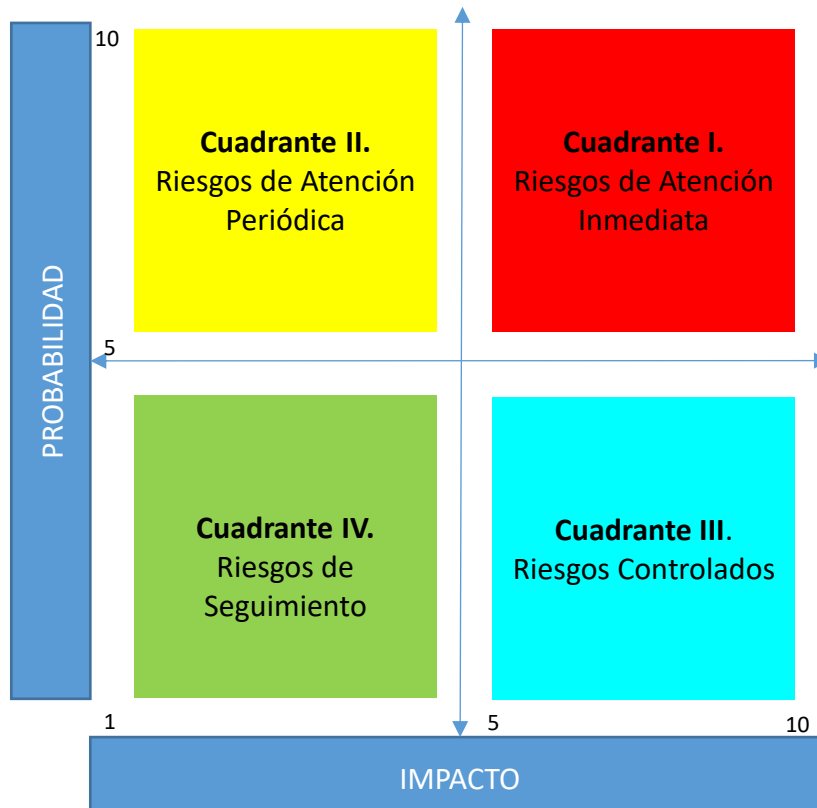 PROBABILIDAD
10
Cuadrante II.
Riesgos de Atención
Periódica
Cuadrante I.
Riesgos de Atención
Inmediata
5
Cuadrante IV.
Riesgos de
Seguimiento
Cuadrante III.
Riesgos Controlados
1
5
10
IMPACTO